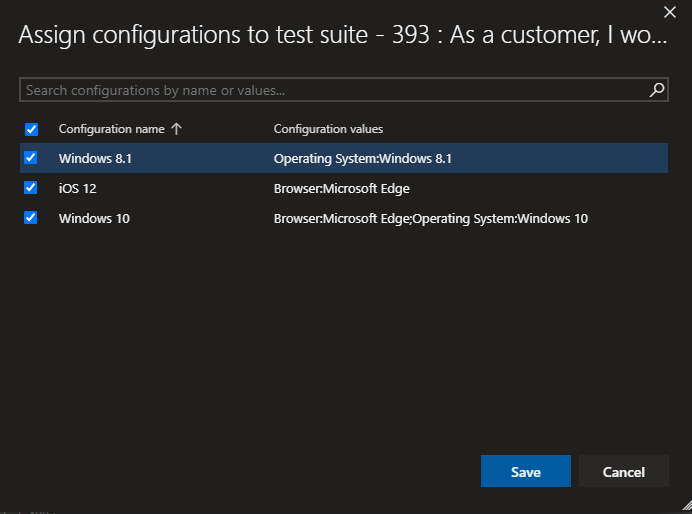 Assign configurations to test suite - 393 : As a customer, I wo...
Search configurations by name or values...
Configuration name Configuration values
Windows 8.1 Operating System:Windows 8.1
iOS 12 Browser:Microsoft Edge
Windows 10 Browser:Microsoft Edge;Operating System:Windows 10
Save Cancel